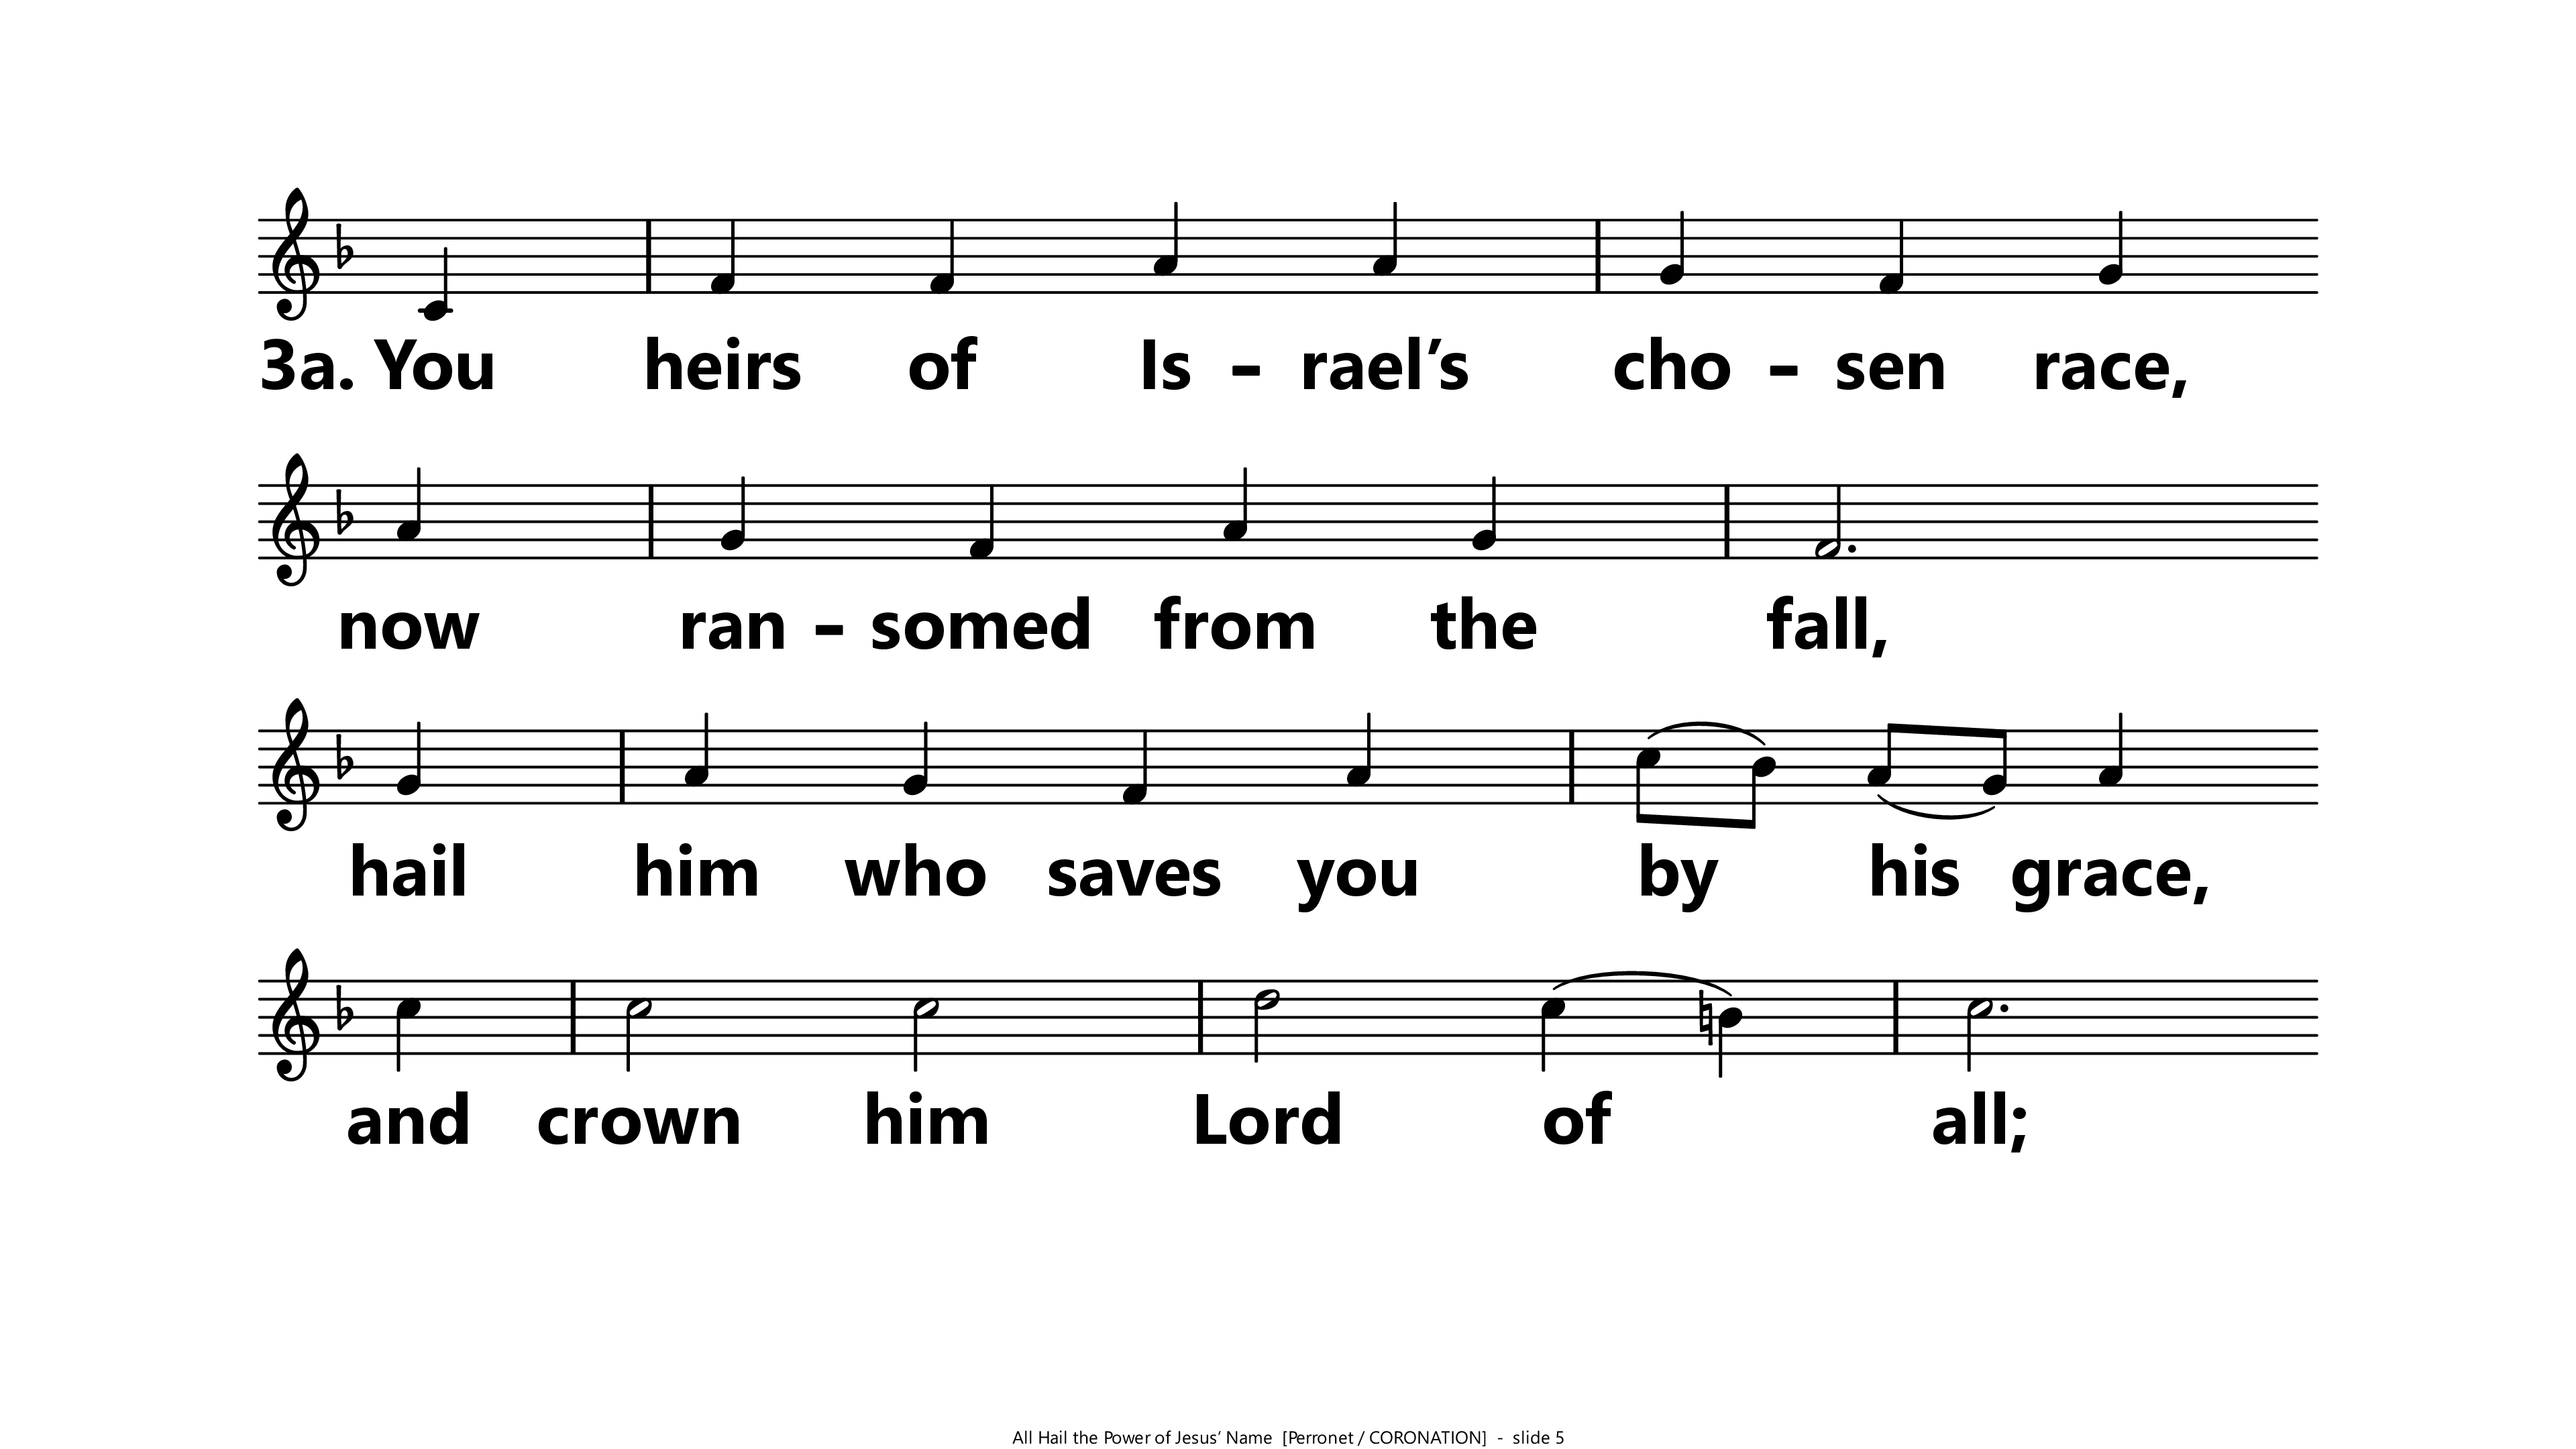 3a. You heirs of Is - rael’s cho - sen race,
now ran - somed from the fall,
hail him who saves you by his grace,
and crown him Lord of all;
All Hail the Power of Jesus’ Name [Perronet / CORONATION] - slide 5